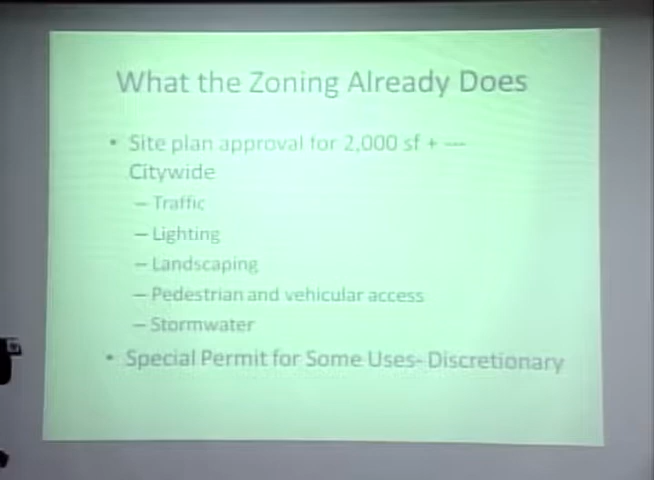 What the Zoning Already Does
• Site plan approval for 2,000 sf + ---
Citywide
– Traffic
– Lighting
– Landscaping
– Pedestrian and vehicular access
– Stormwater
• Special Permit for Some Uses- Discretionary